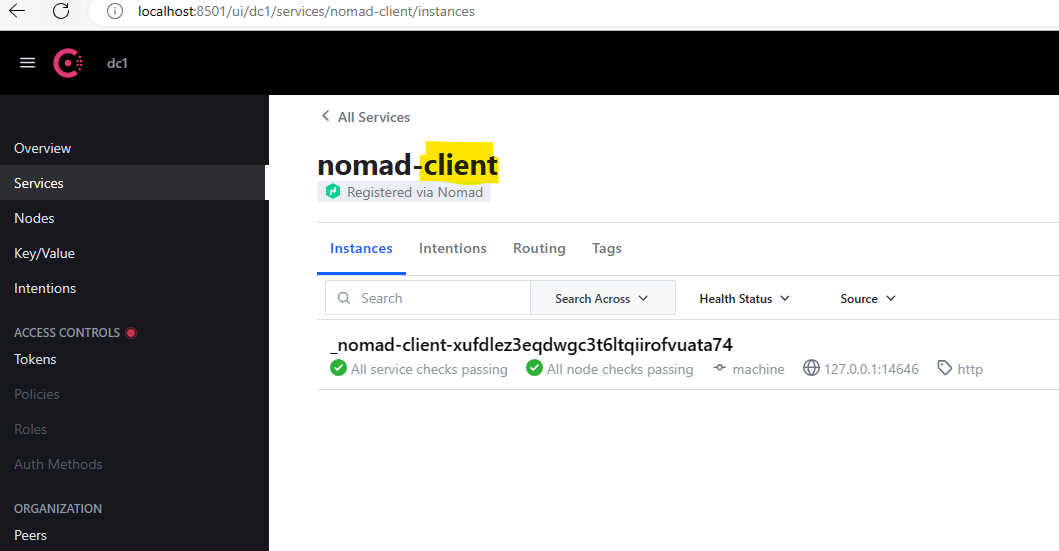 localhost:8501/ui/dc1/services/nomad-client/instances
dc1
Overview
Services
Nodes
Key/Value
Intentions
ACCESS CONTROLS
Tokens
Policies
Roles
Auth Methods
ORGANIZATION
Peers
All Services
nomad-client
Registered via Nomad
Instances Intentions Routing Tags
Search Search Across Health Status Source
_nomad-client-xufdlez3eqdwgc3t6ltqiirofvuata74
All service checks passing All node checks passing machine 127.0.0.1:14646 http